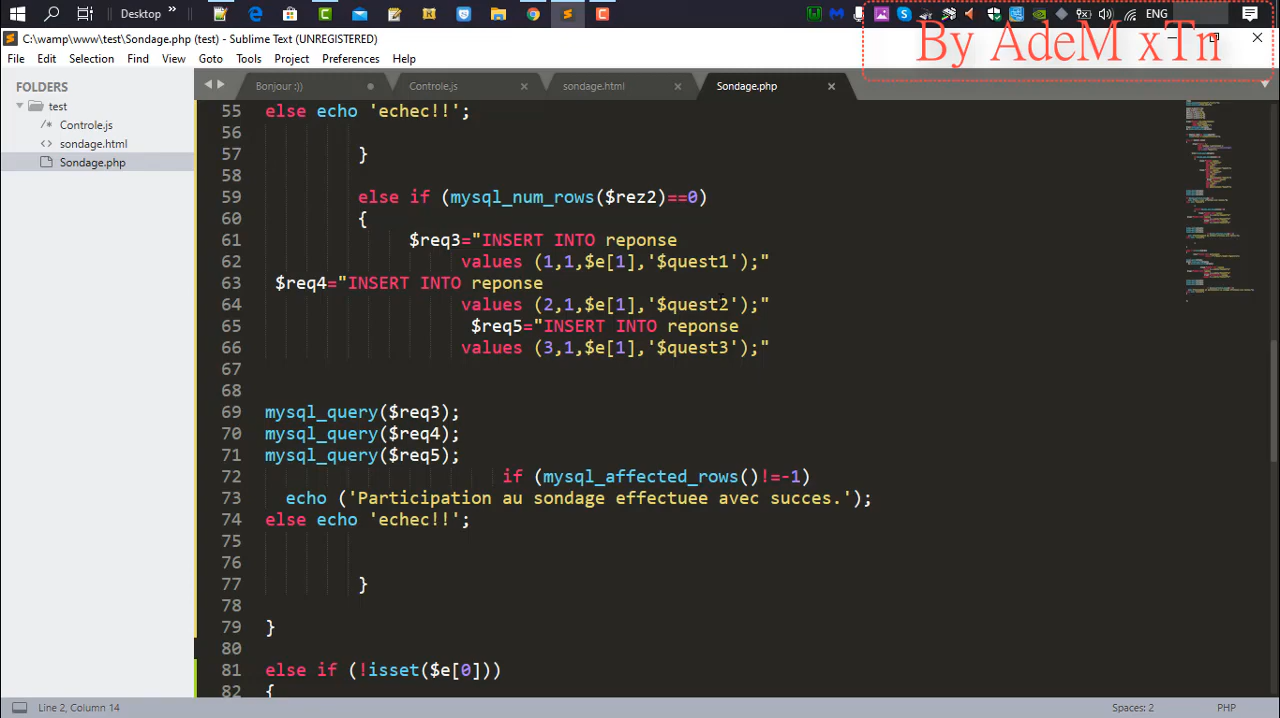 Desktop
ENG
C:\wamp\www\test\Sondage.php (test) - Sublime Text (UNREGISTERED)
By AdeM xTn
File Edit Selection Find View Goto Tools Project Preferences Help
FOLDERS
test
/* Controle.js
<> sondage.html
Sondage.php
Bonjour :)) Controle.js sondage.html Sondage.php
55 else echo 'echec!!';
56
57 }
58
59 else if (mysql_num_rows($rez2)==0)
60 {
61 $req3="INSERT INTO reponse
62 values (1,1,$e[1],'$quest1');"
63 $req4="INSERT INTO reponse
64 values (2,1,$e[1],'$quest2');"
65 $req5="INSERT INTO reponse
66 values (3,1,$e[1],'$quest3');"
67
68
69 mysql_query($req3);
70 mysql_query($req4);
71 mysql_query($req5);
72 if (mysql_affected_rows()!=-1)
73 echo ('Participation au sondage effectuee avec succes.');
74 else echo 'echec!!';
75
76
77 }
78
79 }
80
81 else if (!isset($e[0]))
82 {
Line 2, Column 14
Spaces: 2
PHP